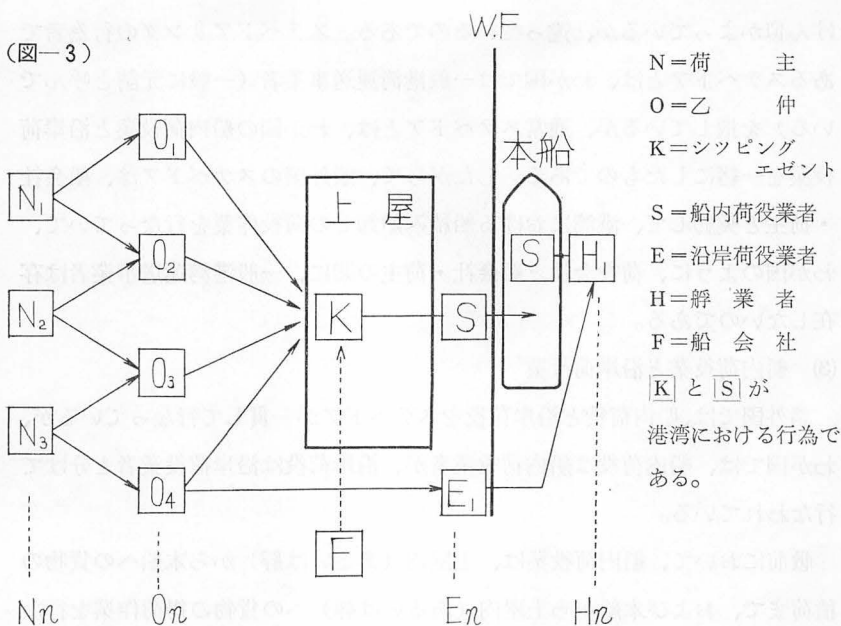 (図—3)
W.F
本船
上屋
N₁
N₂
N₃
Nn
O₁
O₂
O₃
O₄
On
K
F
S
E₁
En
S
H
Hn
N＝荷主
O＝乙仲
K＝シツピング
エゼント
S＝船内荷役業者
E＝沿岸荷役業者
H＝艀業者
F＝船会社
KとSが
港湾における行為で
ある。